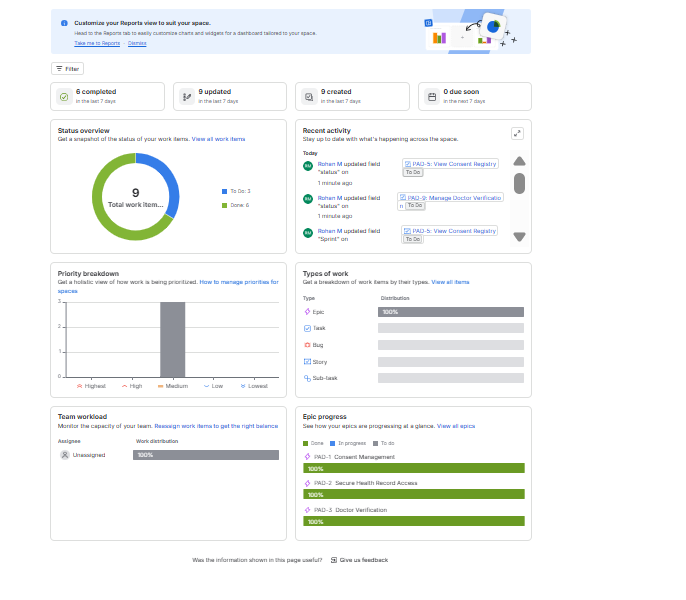 Customize your Reports view to suit your space.
Head to the Reports tab to easily customize charts and widgets for a dashboard tailored to your space.
Take me to Reports · Dismiss
Filter
6 completed
in the last 7 days
9 updated
in the last 7 days
9 created
in the last 7 days
0 due soon
in the next 7 days
Status overview
Get a snapshot of the status of your work items. View all work items
9
Total work item...
To Do: 3
Done: 6
Recent activity
Stay up to date with what's happening across the space.
Today
RM
Rohan M updated field
"status" on
PAD-5: View Consent Registry
To Do
1 minute ago
RM
Rohan M updated field
"status" on
PAD-9: Manage Doctor Verificatio
n
To Do
1 minute ago
RM
Rohan M updated field
"Sprint" on
PAD-5: View Consent Registry
To Do
Priority breakdown
Get a holistic view of how work is being prioritized. How to manage priorities for
spaces
3
2
1
0
Highest
High
Medium
Low
Lowest
Types of work
Get a breakdown of work items by their types. View all items
Type
Distribution
Epic
100%
Task
Bug
Story
Sub-task
Team workload
Monitor the capacity of your team. Reassign work items to get the right balance
Assignee
Work distribution
Unassigned
100%
Epic progress
See how your epics are progressing at a glance. View all epics
Done
In progress
To do
PAD-1 Consent Management
100%
PAD-2 Secure Health Record Access
100%
PAD-3 Doctor Verification
100%
Was the information shown in this page useful?
Give us feedback